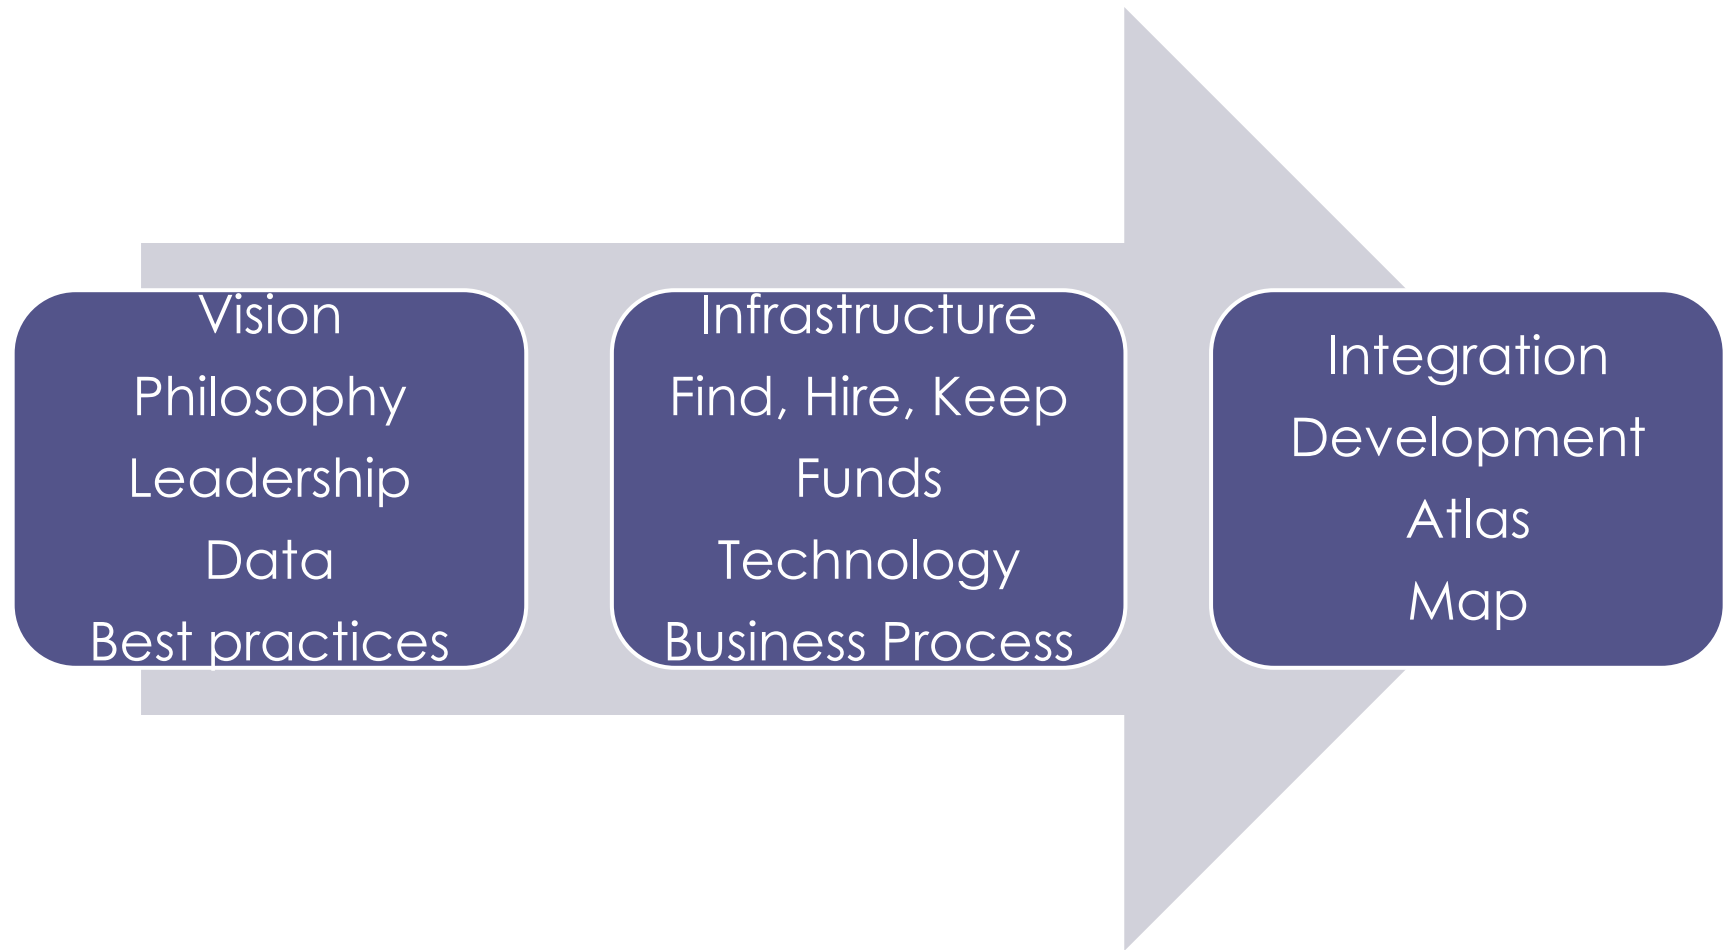 Vision
Philosophy
Leadership
Data
Best practices
Infrastructure
Find, Hire, Keep
Funds
Technology
Business Process
Integration
Development
Atlas
Map